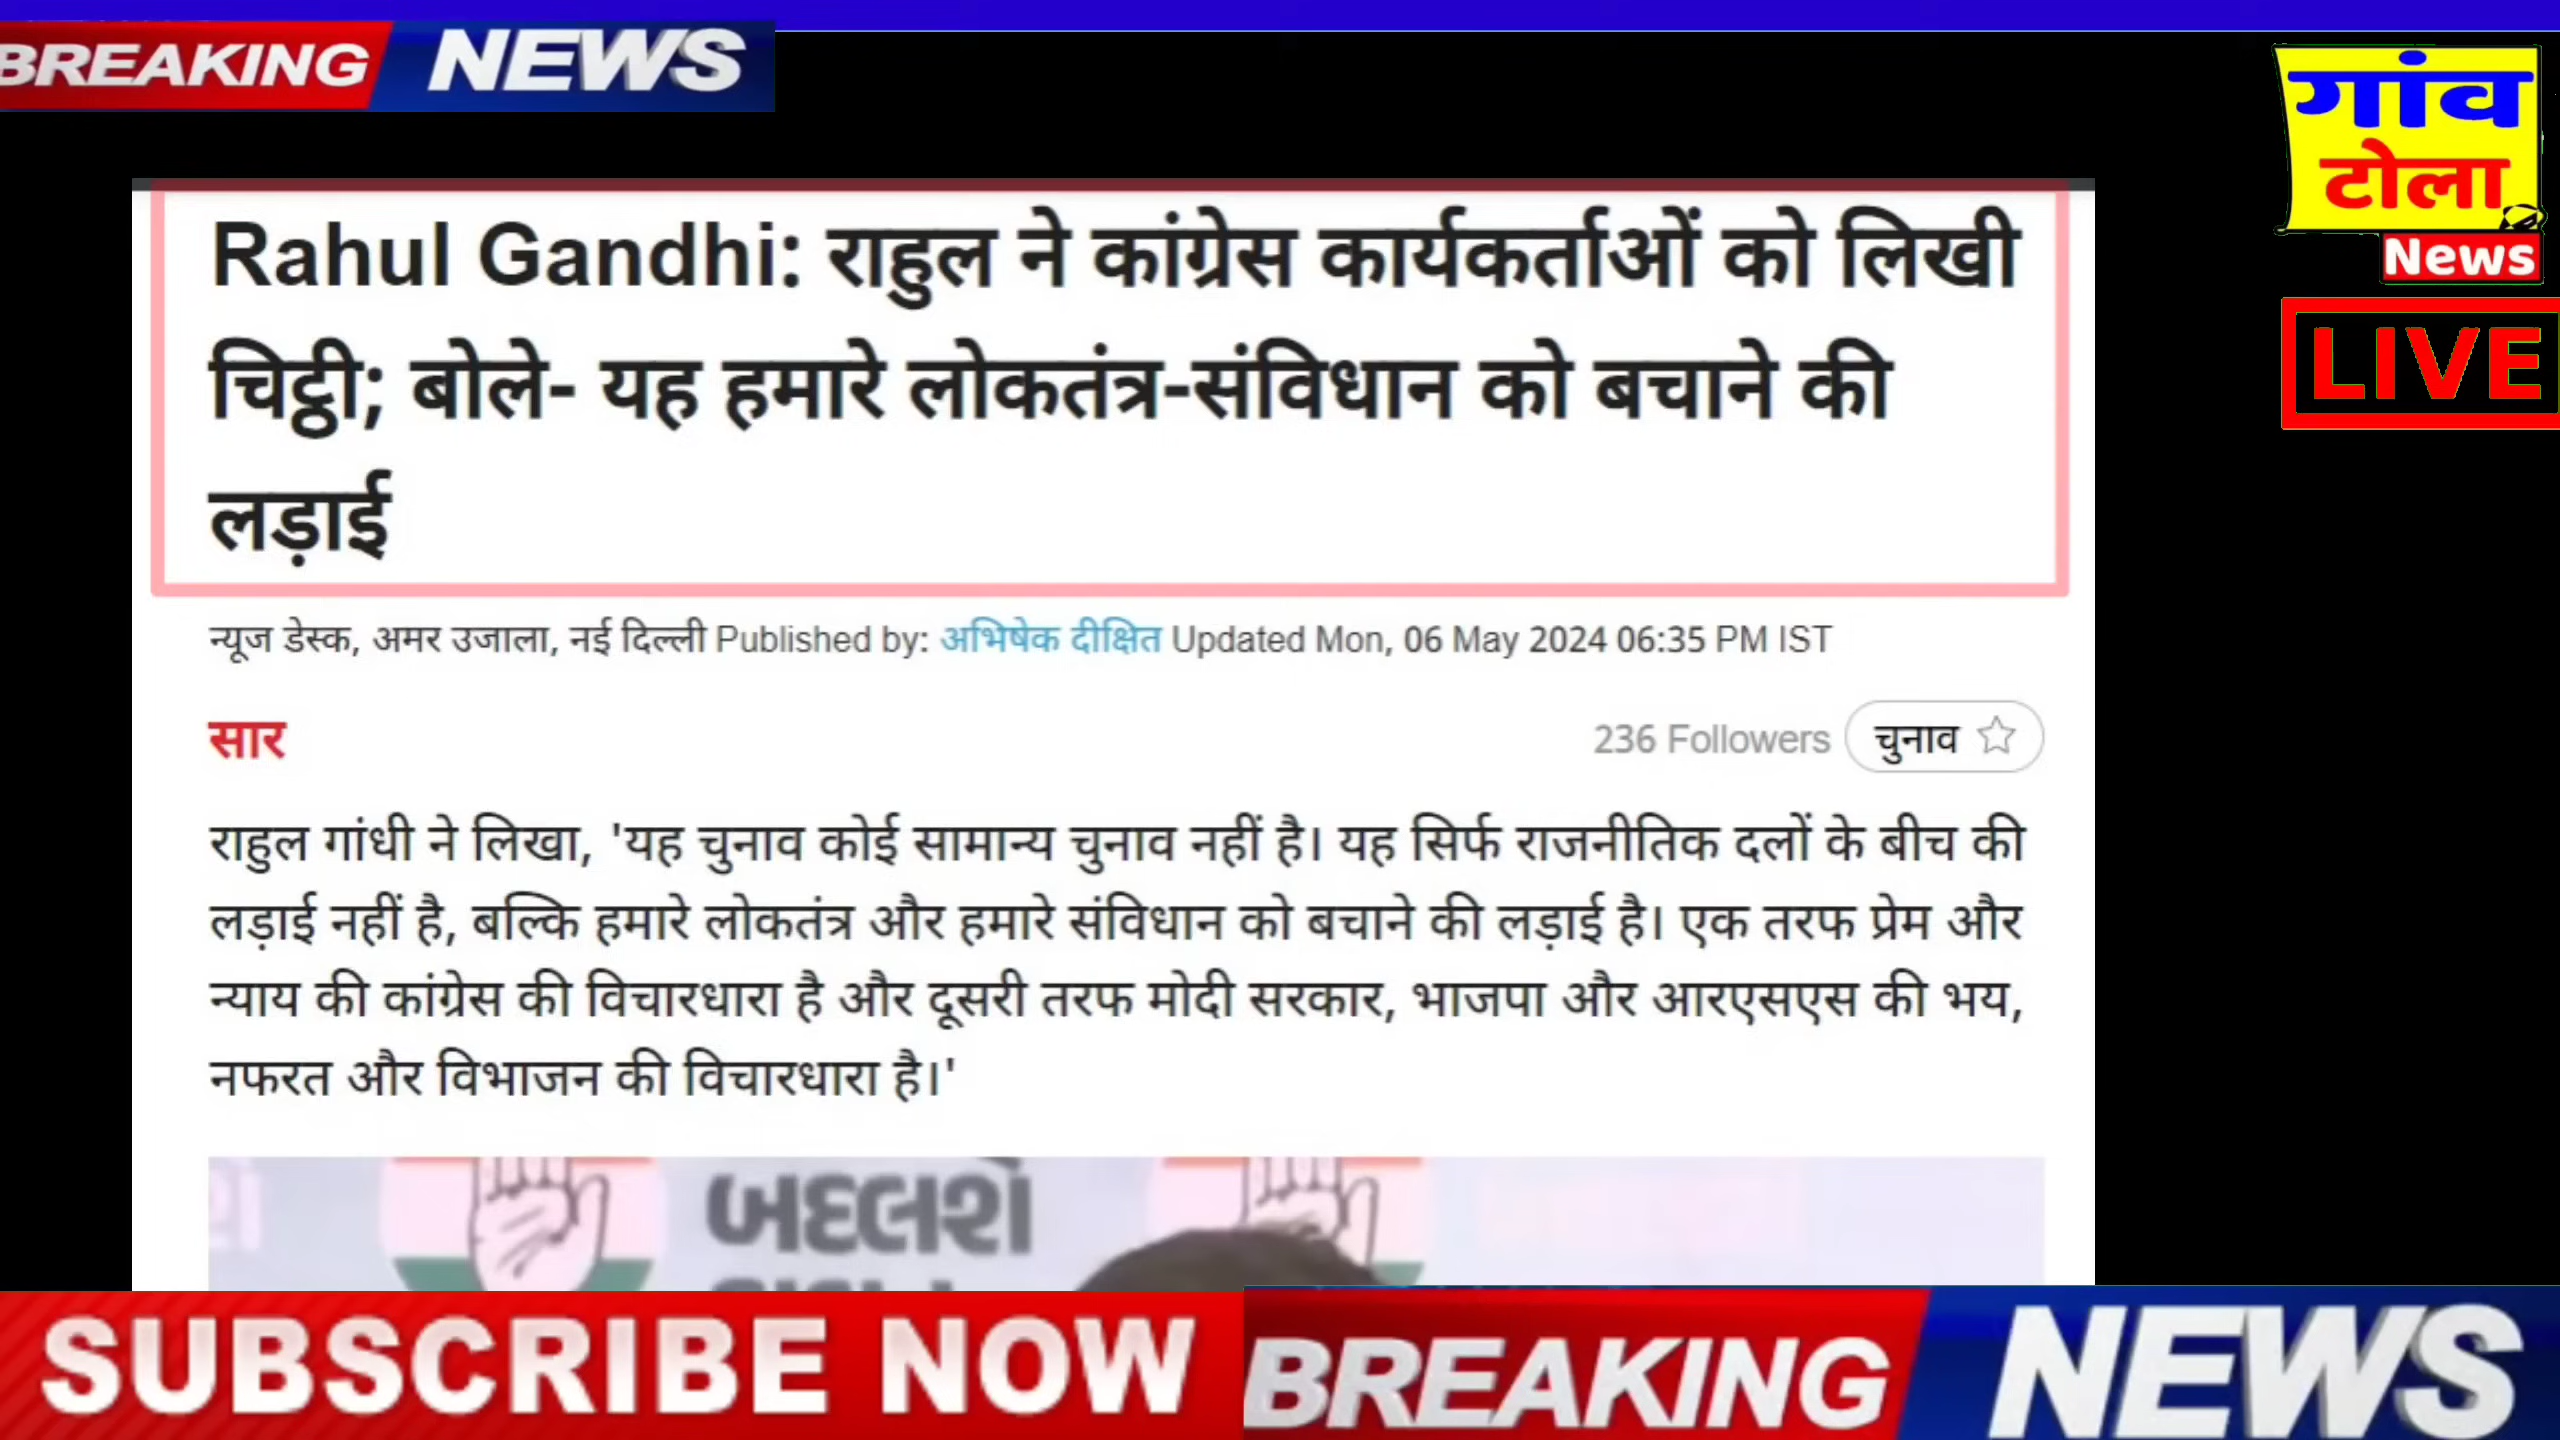 BREAKING NEWS
गांव
टोला
News
LIVE
Rahul Gandhi: राहुल ने कांग्रेस कार्यकर्ताओं को लिखी
चिट्ठी; बोले- यह हमारे लोकतंत्र-संविधान को बचाने की
लड़ाई
न्यूज डेस्क, अमर उजाला, नई दिल्ली Published by: अभिषेक दीक्षित Updated Mon, 06 May 2024 06:35 PM IST
सार
236 Followers चुनाव
राहुल गांधी ने लिखा, 'यह चुनाव कोई सामान्य चुनाव नहीं है। यह सिर्फ राजनीतिक दलों के बीच की
लड़ाई नहीं है, बल्कि हमारे लोकतंत्र और हमारे संविधान को बचाने की लड़ाई है। एक तरफ प्रेम और
न्याय की कांग्रेस की विचारधारा है और दूसरी तरफ मोदी सरकार, भाजपा और आरएसएस की भय,
नफरत और विभाजन की विचारधारा है।'
બદલશે
SUBSCRIBE NOW BREAKING NEWS